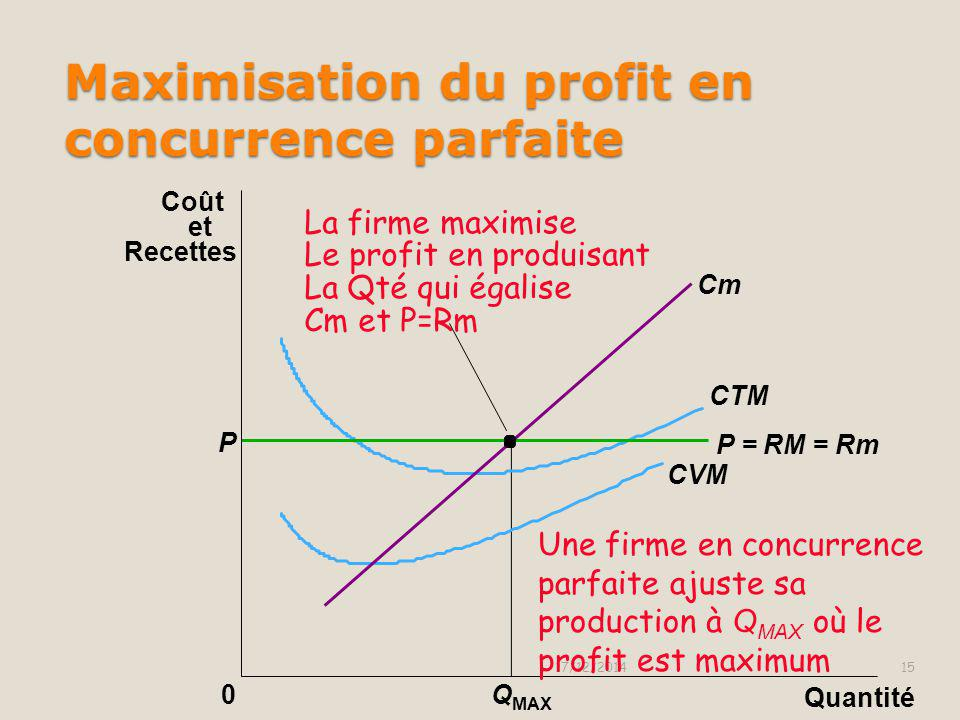 Maximisation du profit en
concurrence parfaite
Coût
et
Recettes
La firme maximise
Le profit en produisant
La Qté qui égalise
Cm et P=Rm
Cm
CTM
P
P = RM = Rm
CVM
Une firme en concurrence
parfaite ajuste sa
production à QMAX où le
profit est maximum
15
0
QMAX
Quantité